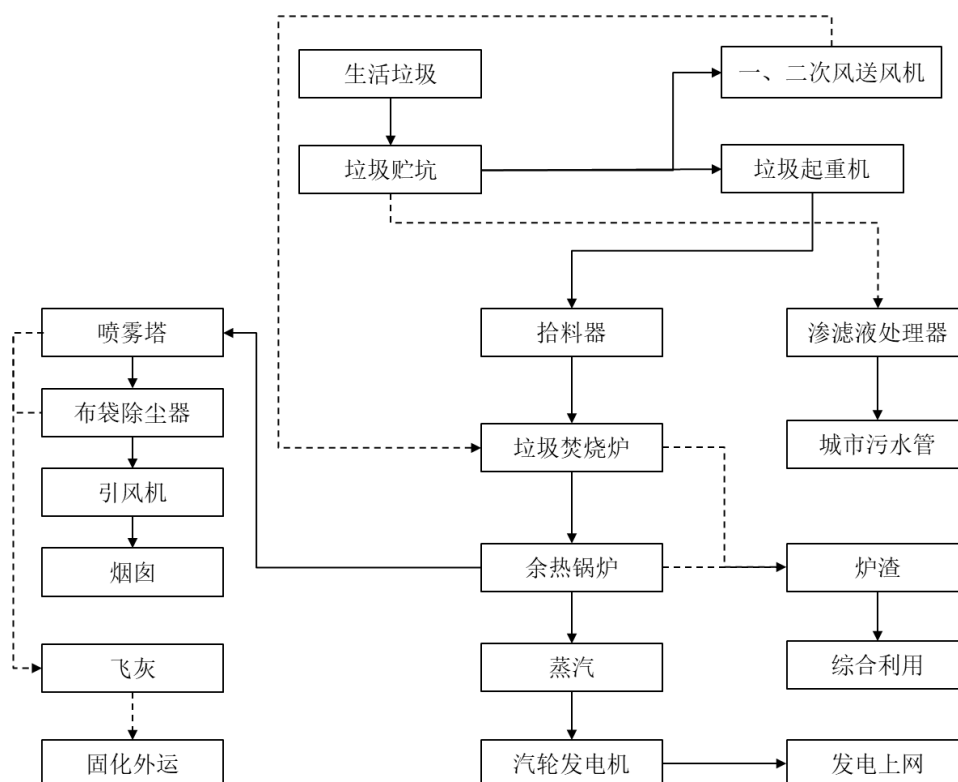 生活垃圾
一、二次风送风机
垃圾贮坑
垃圾起重机
喷雾塔
拾料器
渗滤液处理器
布袋除尘器
垃圾焚烧炉
城市污水管
引风机
烟囱
余热锅炉
炉渣
飞灰
蒸汽
综合利用
固化外运
汽轮发电机
发电上网